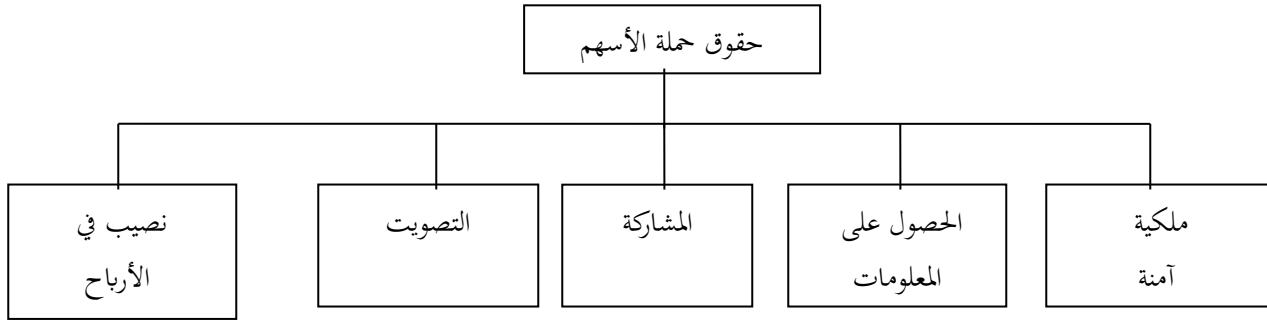 حقوق حملة الأسهم
ملكية
آمنة
الحصول على
المعلومات
المشاركة
التصويت
نصيب في
الأرباح